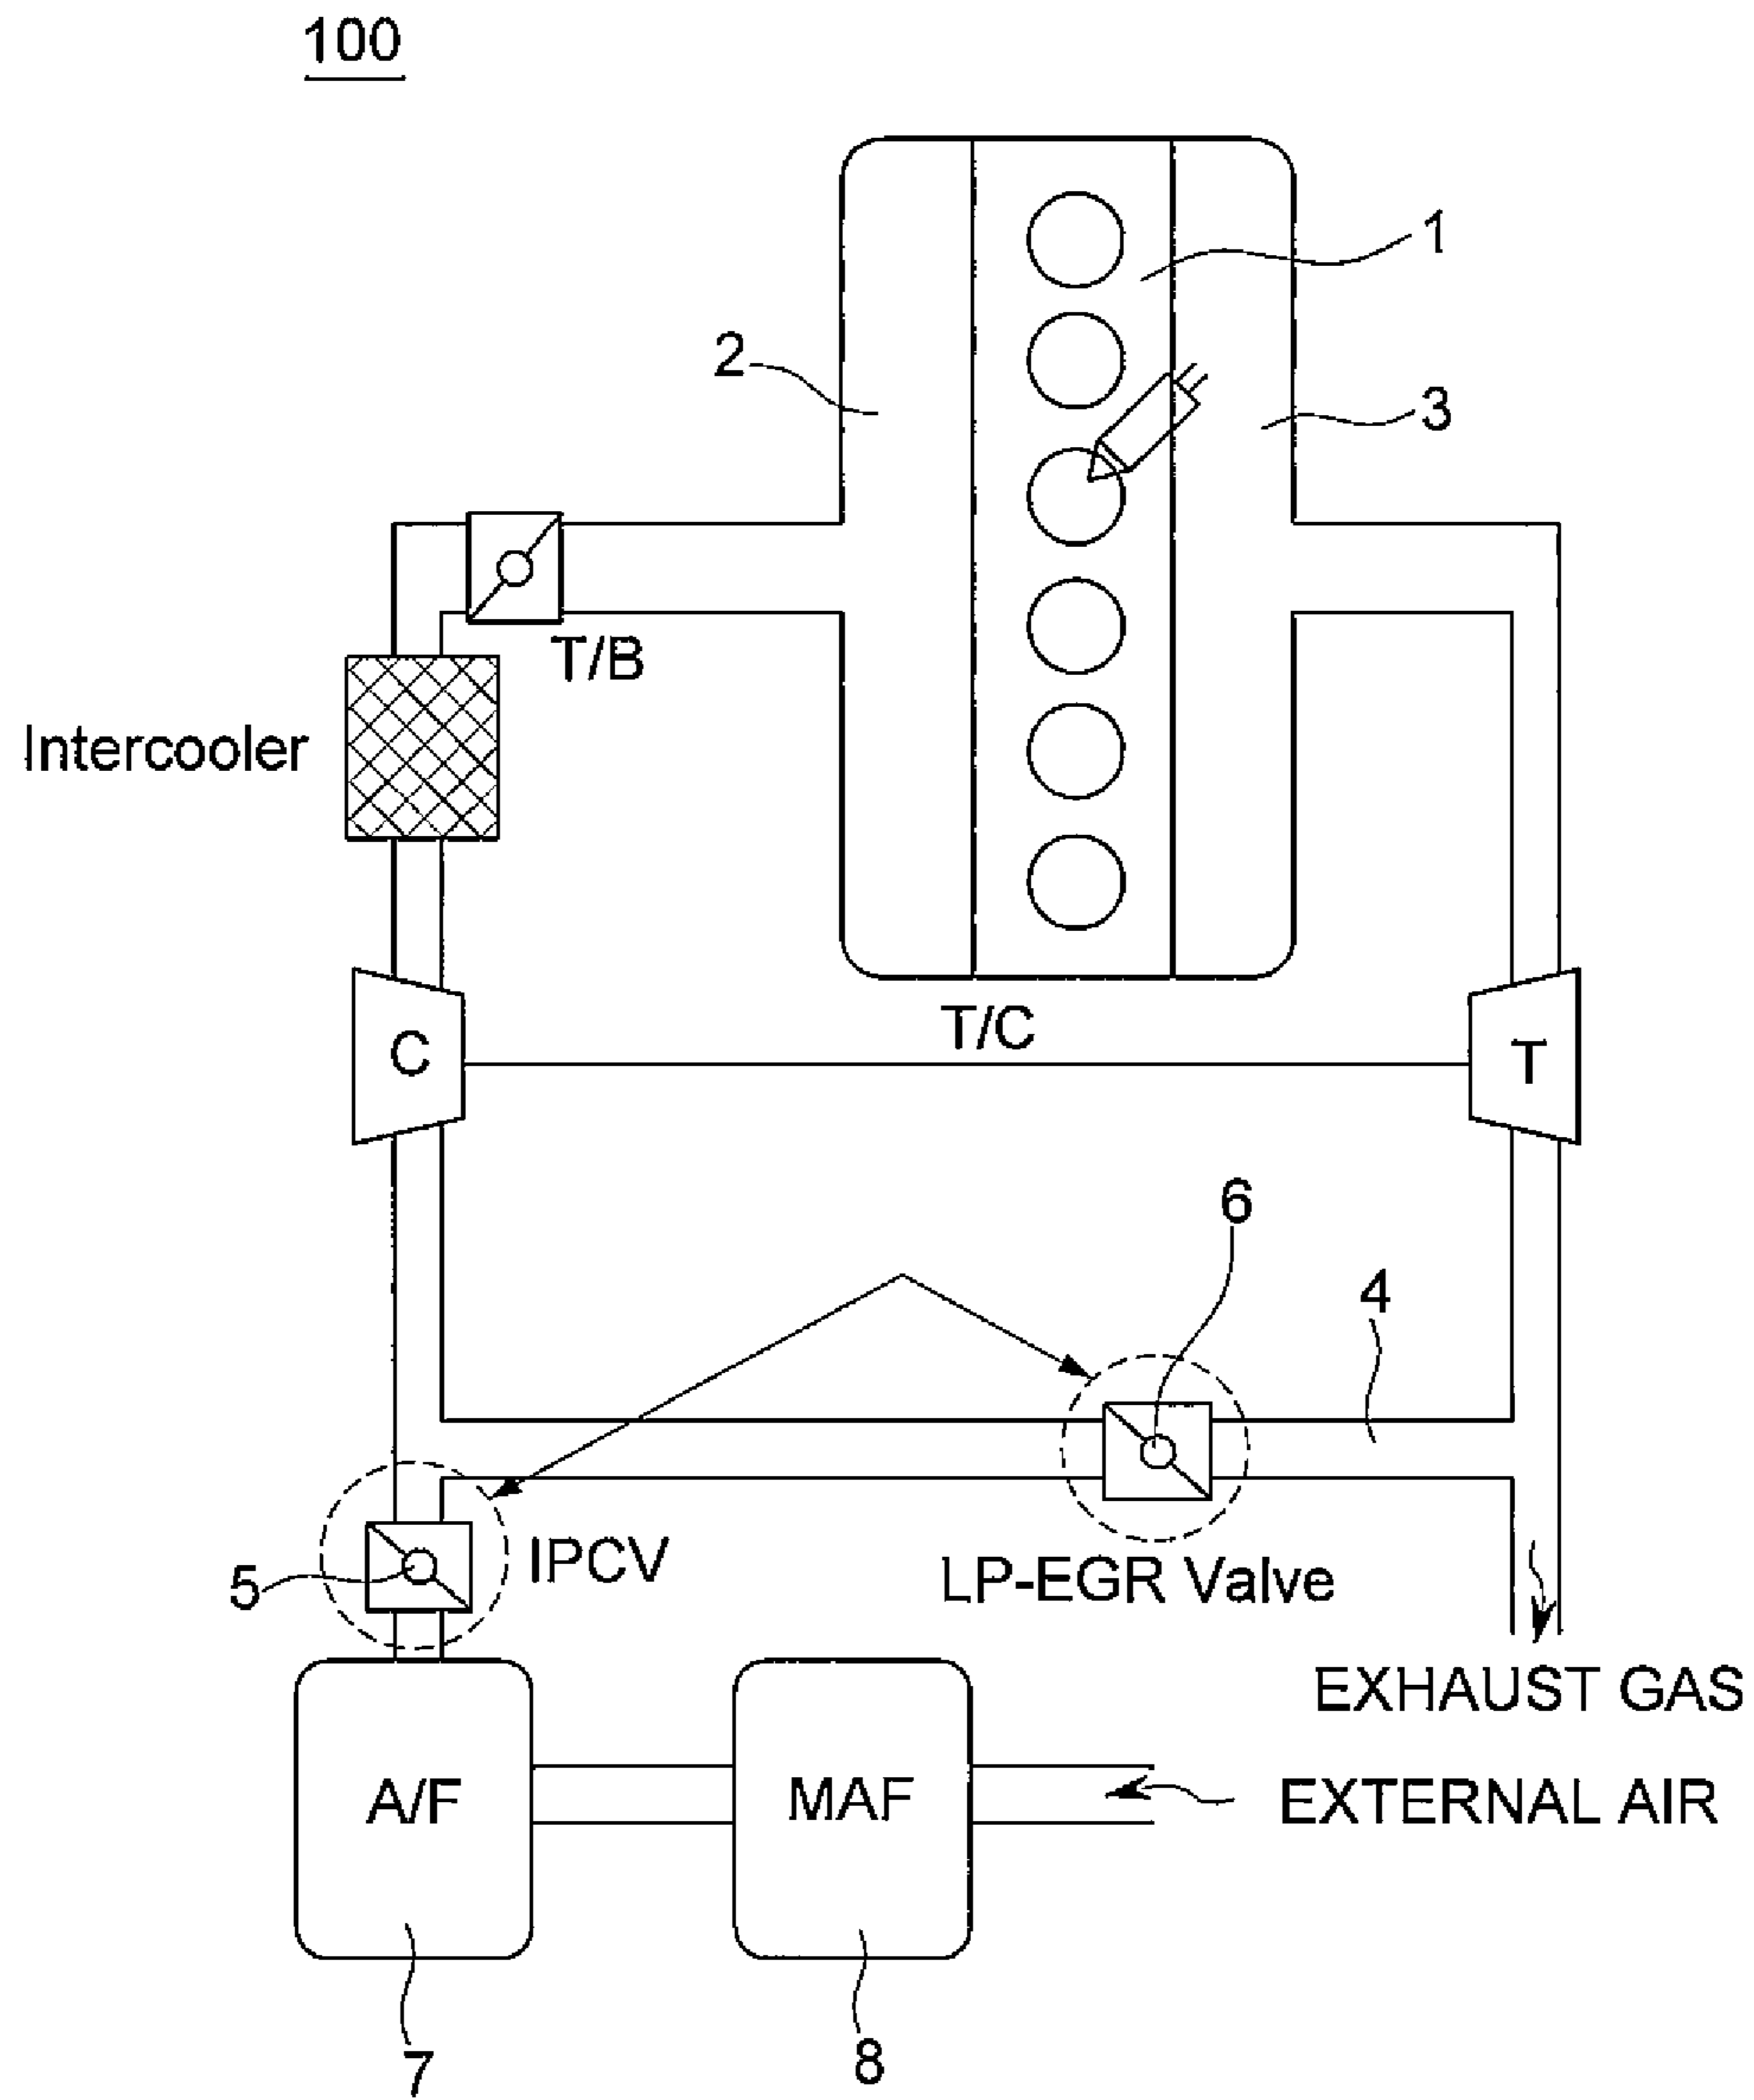 100
1
2
3
T/B
Intercooler
T/C
C
T
6
4
IPCV
LP-EGR Valve
5
EXHAUST GAS
A/F
MAF
EXTERNAL AIR
7
8